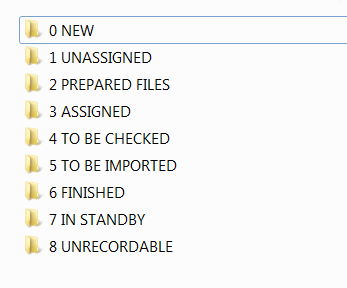 0 NEW
1 UNASSIGNED
2 PREPARED FILES
3 ASSIGNED
4 TO BE CHECKED
5 TO BE IMPORTED
6 FINISHED
7 IN STANDBY
8 UNRECORDABLE